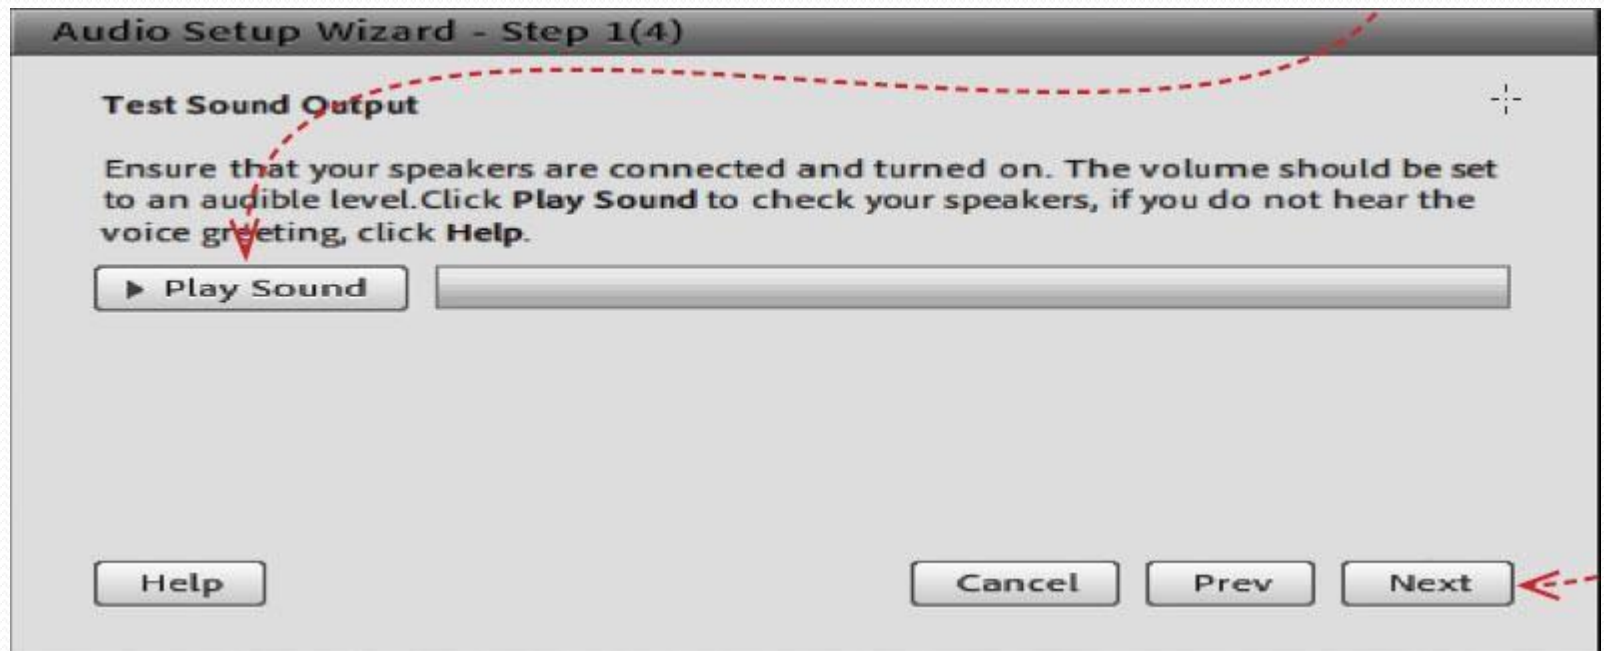 Audio Setup Wizard - Step 1(4)
Test Sound Output
Ensure that your speakers are connected and turned on. The volume should be set
to an audible level.Click Play Sound to check your speakers, if you do not hear the
voice greeting, click Help.
Play Sound
Help
Cancel
Prev
Next